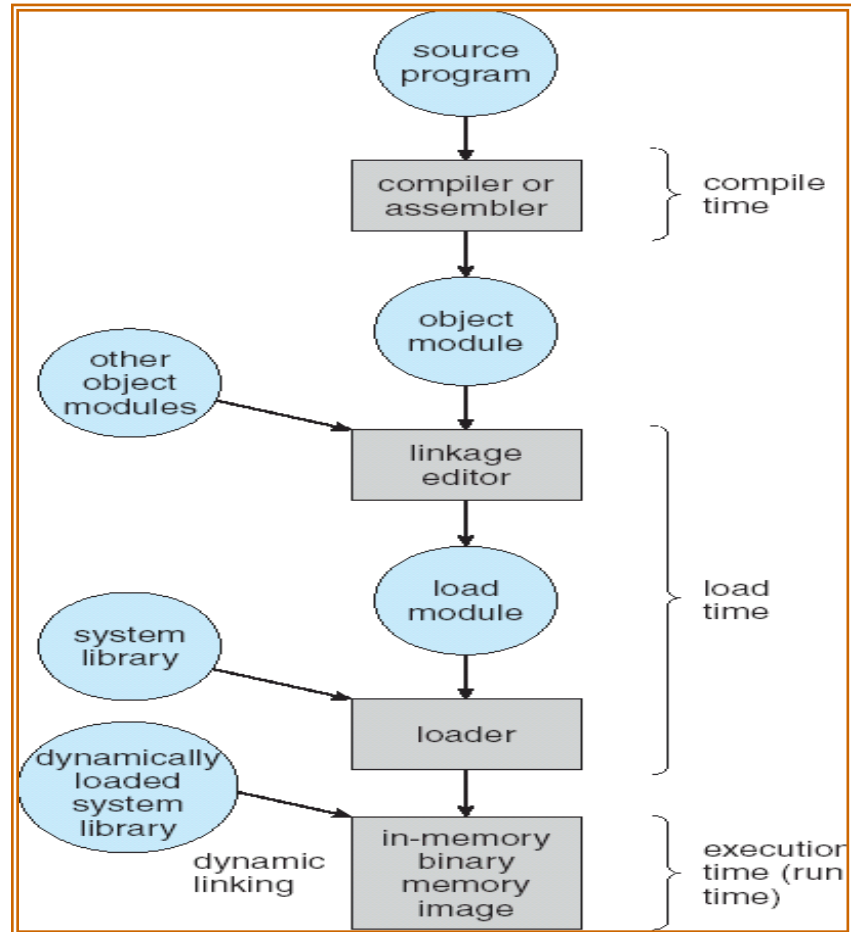 source
program
compiler or
assembler
compile
time
object
module
other
object
modules
linkage
editor
load
module
load
time
system
library
loader
dynamically
loaded
system
library
dynamic
linking
in-memory
binary
memory
image
execution
time (run
time)